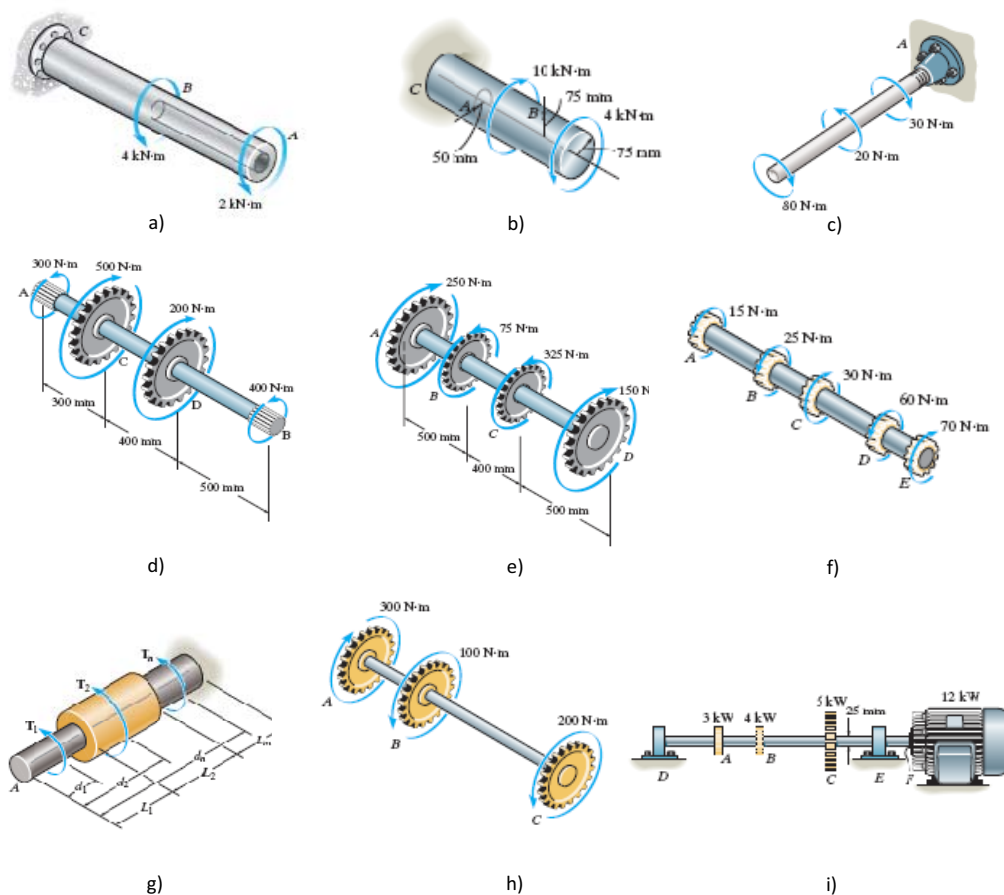 C
B
A
4 kN·m
2 kN·m
a)
C
10 kN·m
A
B
75 mm
4 kN·m
50 mm
75 mm
b)
A
30 N·m
20 N·m
80 N·m
c)
300 N·m
500 N·m
A
200 N·m
C
D
400 N·m
B
300 mm
400 mm
500 mm
d)
250 N·m
A
75 N·m
325 N·m
150 N
B
C
D
500 mm
400 mm
500 mm
e)
15 N·m
A
25 N·m
B
30 N·m
C
60 N·m
70 N·m
D
E
f)
Tn
T2
T1
A
d1
d2
dn
L1
L2
Lm
g)
300 N·m
100 N·m
A
B
200 N·m
C
h)
3 kW
4 kW
5 kW
25 mm
12 kW
D
A
B
C
E
F
i)